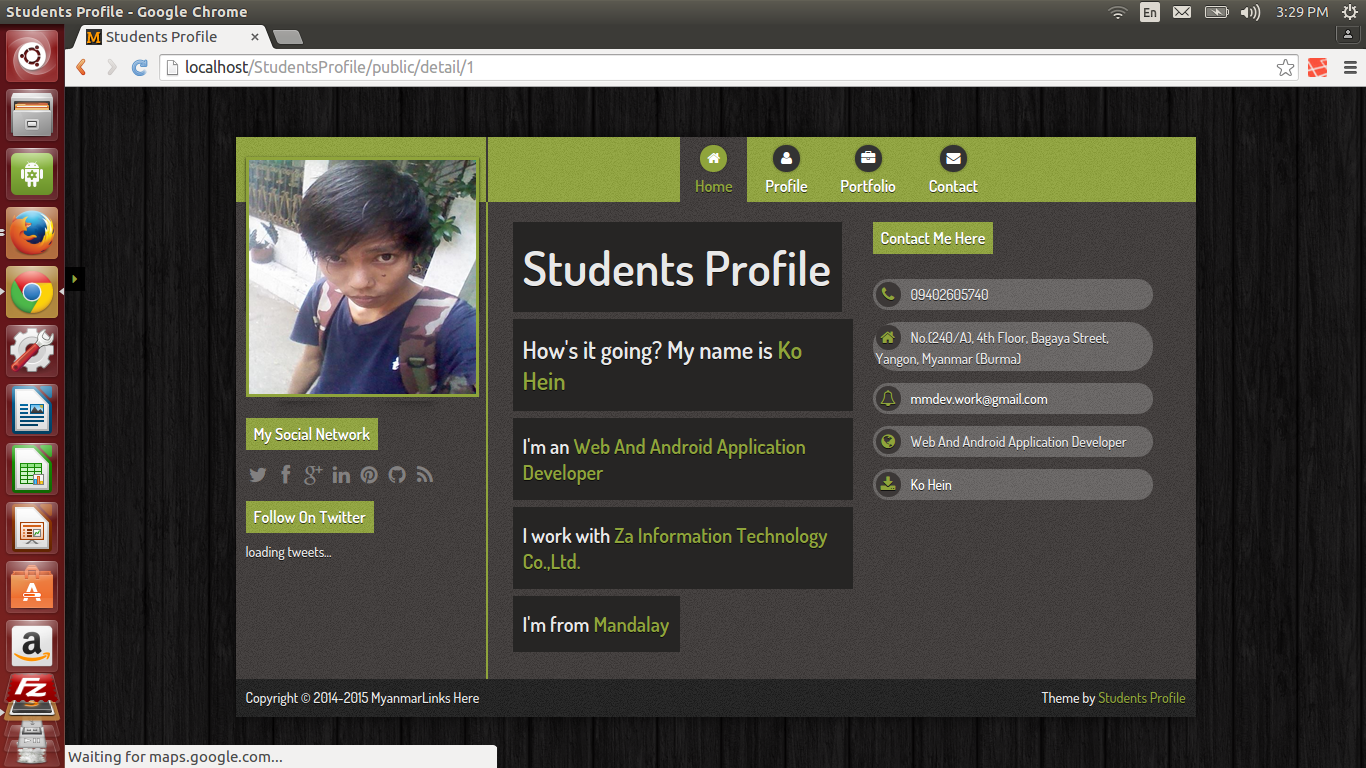 Students Profile - Google Chrome
En
3:29 PM
Students Profile
localhost/StudentsProfile/public/detail/1
Home
Profile
Portfolio
Contact
My Social Network
Follow On Twitter
loading tweets...
Students Profile
How's it going? My name is Ko
Hein
I'm an Web And Android Application
Developer
I work with Za Information Technology
Co.,Ltd.
I'm from Mandalay
Contact Me Here
09402605740
No.(240/A), 4th Floor, Bagaya Street,
Yangon, Myanmar (Burma)
mmdev.work@gmail.com
Web And Android Application Developer
Ko Hein
Copyright © 2014-2015 MyanmarLinks Here
Theme by Students Profile
Waiting for maps.google.com...